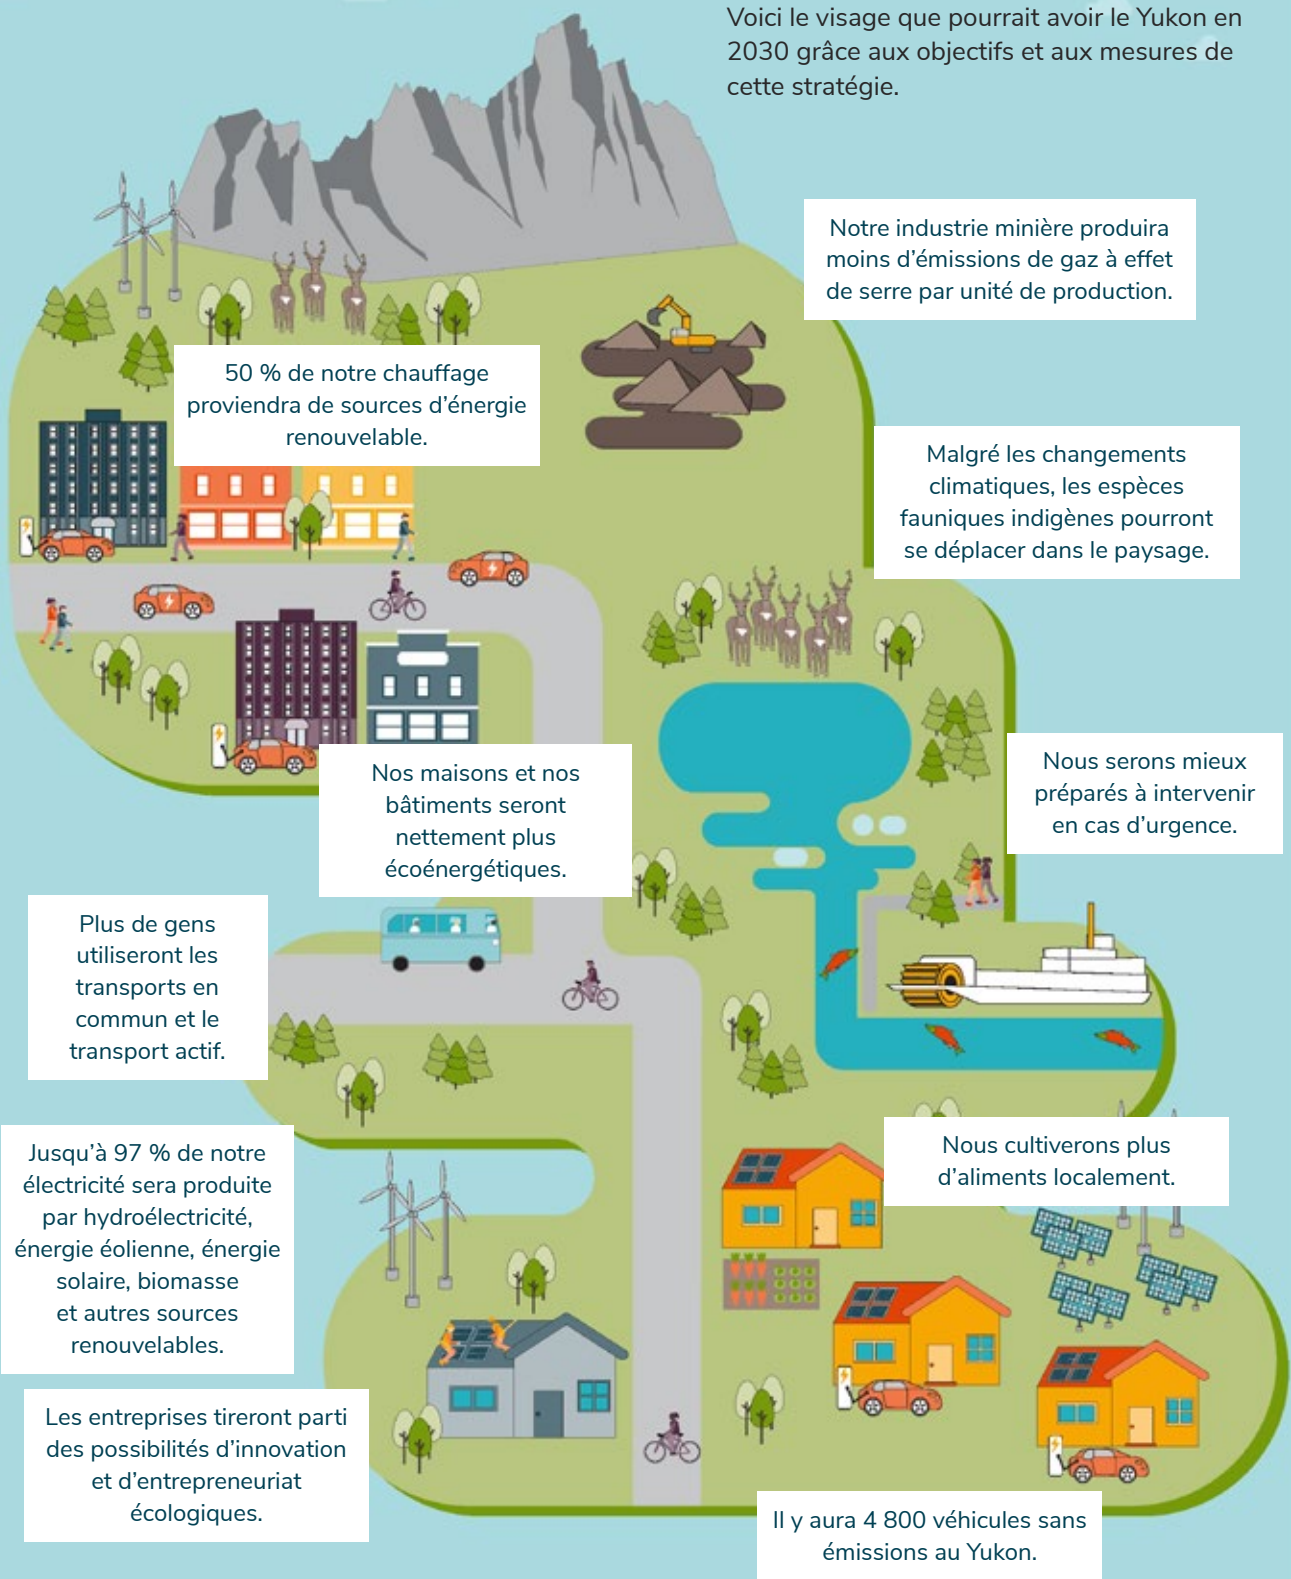 Voici le visage que pourrait avoir le Yukon en
2030 grâce aux objectifs et aux mesures de
cette stratégie.
Notre industrie minière produira
moins d’émissions de gaz à effet
de serre par unité de production.
50 % de notre chauffage
proviendra de sources d’énergie
renouvelable.
Malgré les changements
climatiques, les espèces
fauniques indigènes pourront
se déplacer dans le paysage.
Nos maisons et nos
bâtiments seront
nettement plus
écoénergétiques.
Nous serons mieux
préparés à intervenir
en cas d’urgence.
Plus de gens
utiliseront les
transports en
commun et le
transport actif.
Nous cultiverons plus
d’aliments localement.
Jusqu’à 97 % de notre
électricité sera produite
par hydroélectricité,
énergie éolienne, énergie
solaire, biomasse
et autres sources
renouvelables.
Les entreprises tireront parti
des possibilités d’innovation
et d’entrepreneuriat
écologiques.
Il y aura 4 800 véhicules sans
émissions au Yukon.